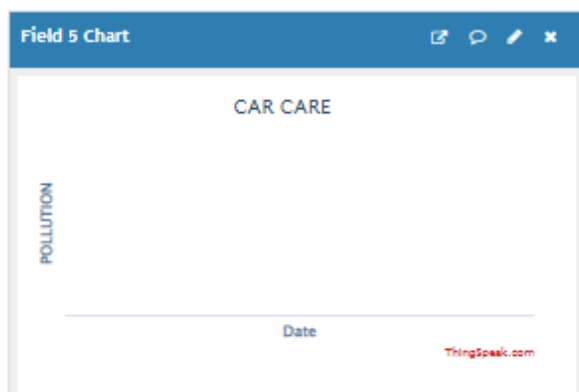 Field 5 Chart
CAR CARE
POLLUTION
Date
ThingSpeak.com